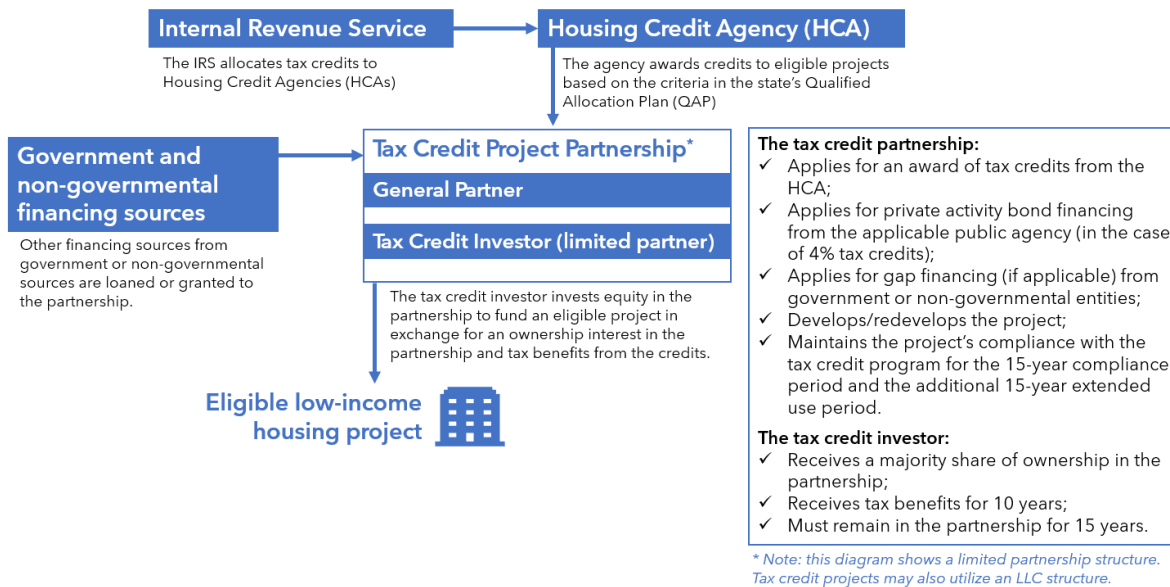 Internal Revenue Service
Housing Credit Agency (HCA)
The IRS allocates tax credits to
Housing Credit Agencies (HCAs)
The agency awards credits to eligible projects
based on the criteria in the state's Qualified
Allocation Plan (QAP)
Government and
non-governmental
financing sources
Other financing sources from
government or non-governmental
sources are loaned or granted to
the partnership.
Tax Credit Project Partnership*
General Partner
Tax Credit Investor (limited partner)
The tax credit investor invests equity in the
partnership to fund an eligible project in
exchange for an ownership interest in the
partnership and tax benefits from the credits.
Eligible low-income
housing project
The tax credit partnership:
✓ Applies for an award of tax credits from the
HCA;
✓ Applies for private activity bond financing
from the applicable public agency (in the case
of 4% tax credits);
✓ Applies for gap financing (if applicable) from
government or non-governmental entities;
✓ Develops/redevelops the project;
✓ Maintains the project's compliance with the
tax credit program for the 15-year compliance
period and the additional 15-year extended
use period.
The tax credit investor:
✓ Receives a majority share of ownership in the
partnership;
✓ Receives tax benefits for 10 years;
✓ Must remain in the partnership for 15 years.
* Note: this diagram shows a limited partnership structure.
Tax credit projects may also utilize an LLC structure.